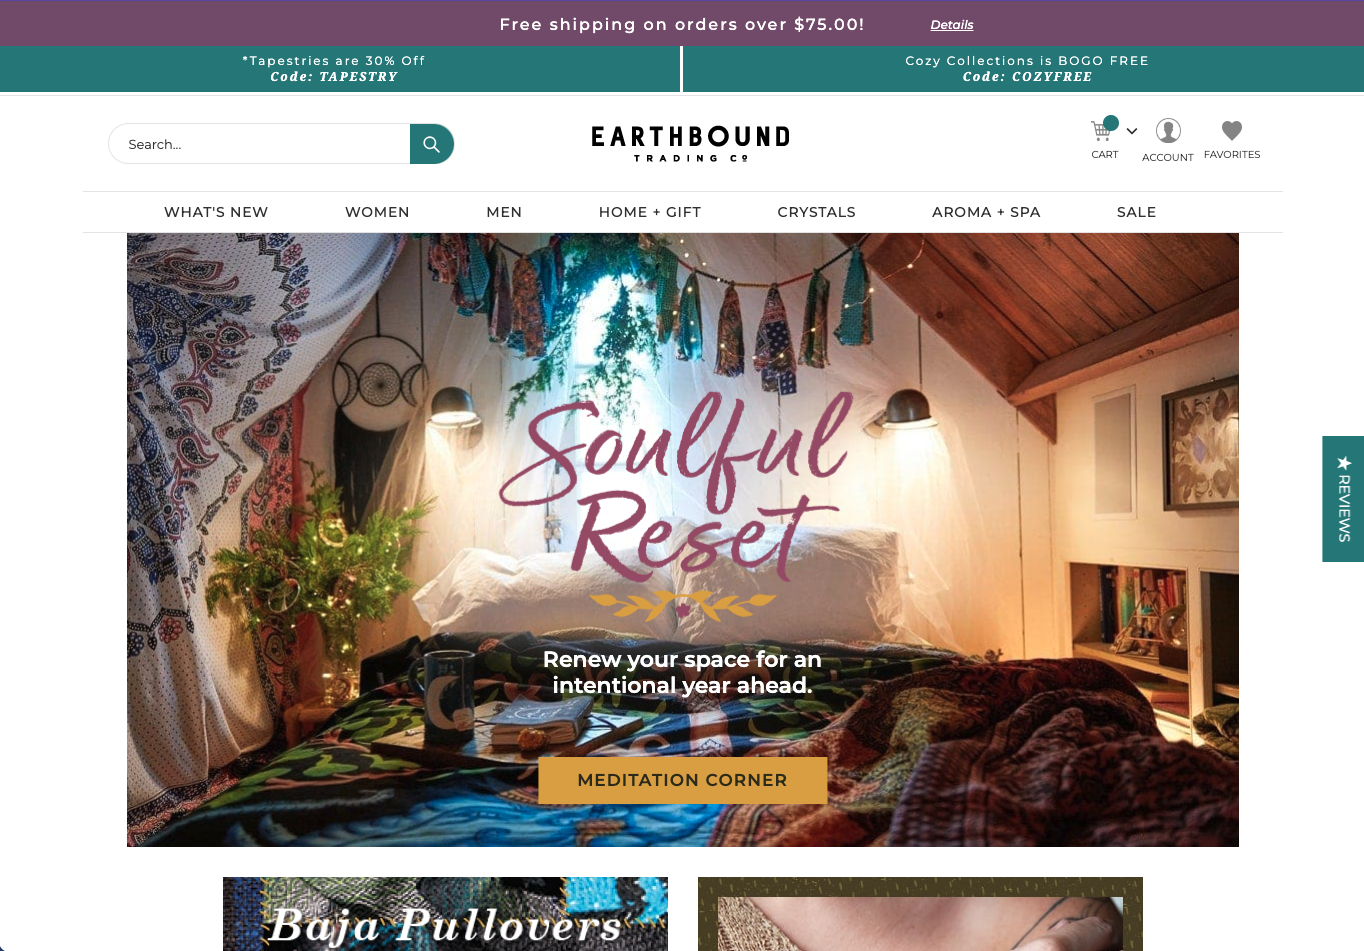 Free shipping on orders over $75.00!
Details
*Tapestries are 30% Off
Code: TAPESTRY
Cozy Collections is BOGO FREE
Code: COZYFREE
Search...
EARTHBOUND
TRADING CO
CART
ACCOUNT
FAVORITES
WHAT'S NEW
WOMEN
MEN
HOME + GIFT
CRYSTALS
AROMA + SPA
SALE
Soulful
Reset
Renew your space for an
intentional year ahead.
MEDITATION CORNER
★ REVIEWS
Baja Pullovers